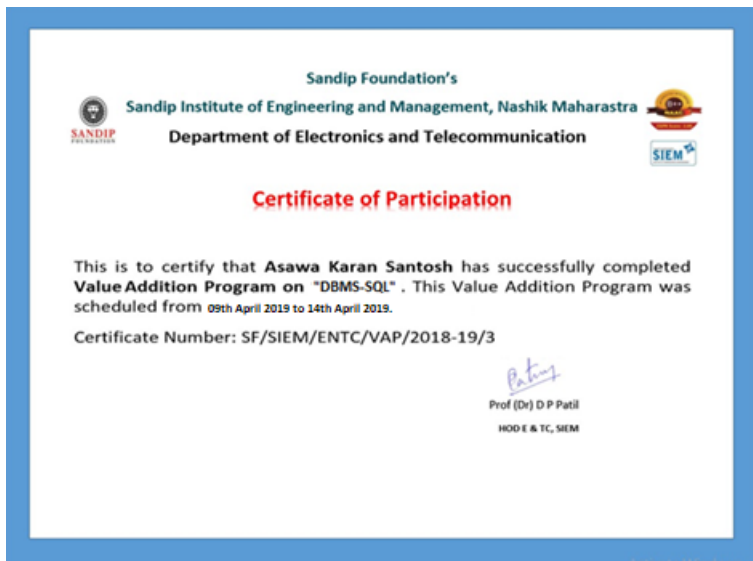 Sandip Foundation's
Sandip Institute of Engineering and Management, Nashik Maharastra
SANDIP
FOUNDATION
Department of Electronics and Telecommunication
SIEM
Certificate of Participation
This is to certify that Asawa Karan Santosh has successfully completed
Value Addition Program on "DBMS-SQL" . This Value Addition Program was
scheduled from 09th April 2019 to 14th April 2019.
Certificate Number: SF/SIEM/ENTC/VAP/2018-19/3
Prof (Dr) D P Patil
HOD E & TC, SIEM